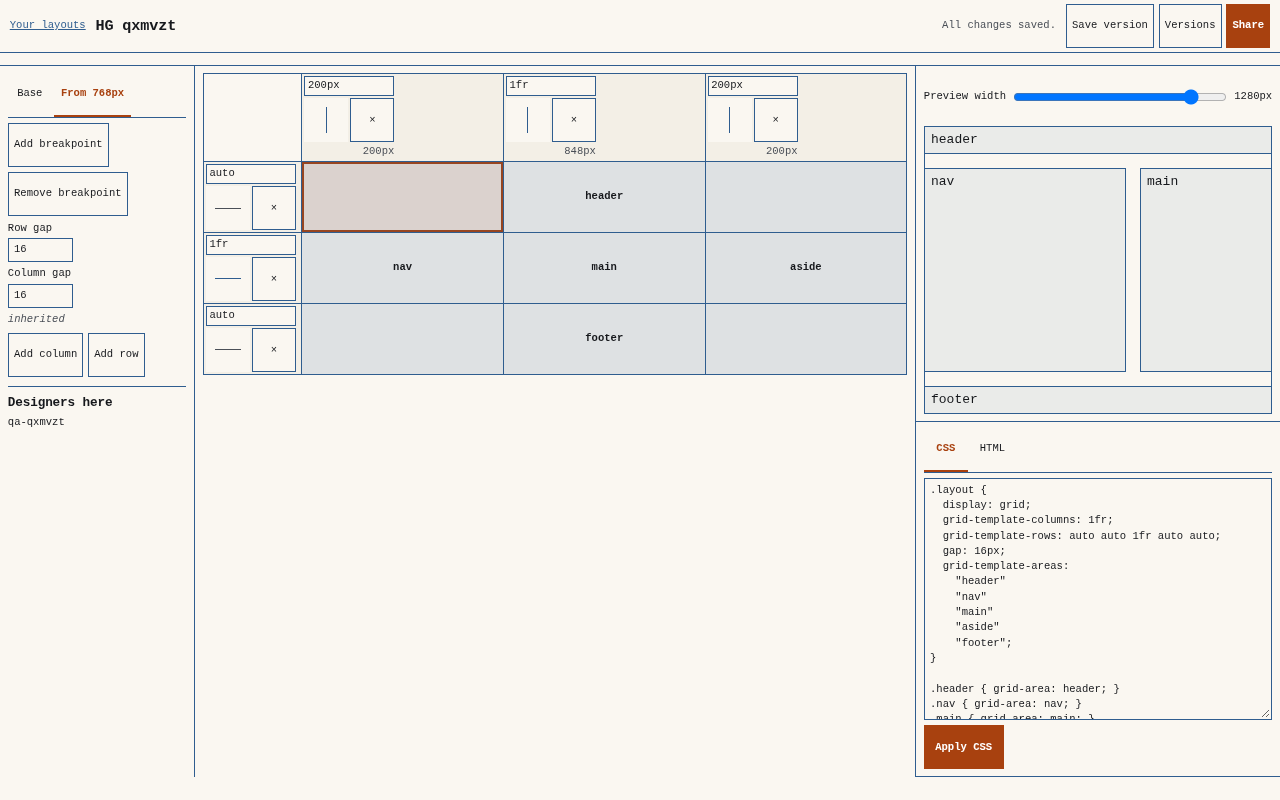 Your layouts HG qxmvzt All changes saved. Save version Versions Share
Base From 768px
Add breakpoint
Remove breakpoint
Row gap
16
Column gap
16
inherited
Add column Add row
Designers here
qa-qxmvzt
200px 1fr 200px
× × ×
200px 848px 200px
auto
×
header
1fr
×
nav main aside
auto
×
footer
Preview width 1280px
header
nav main
footer
CSS HTML
.layout {
display: grid;
grid-template-columns: 1fr;
grid-template-rows: auto auto 1fr auto auto;
gap: 16px;
grid-template-areas:
"header"
"nav"
"main"
"aside"
"footer";
}
.header { grid-area: header; }
.nav { grid-area: nav; }
.main { grid-area: main; }
Apply CSS